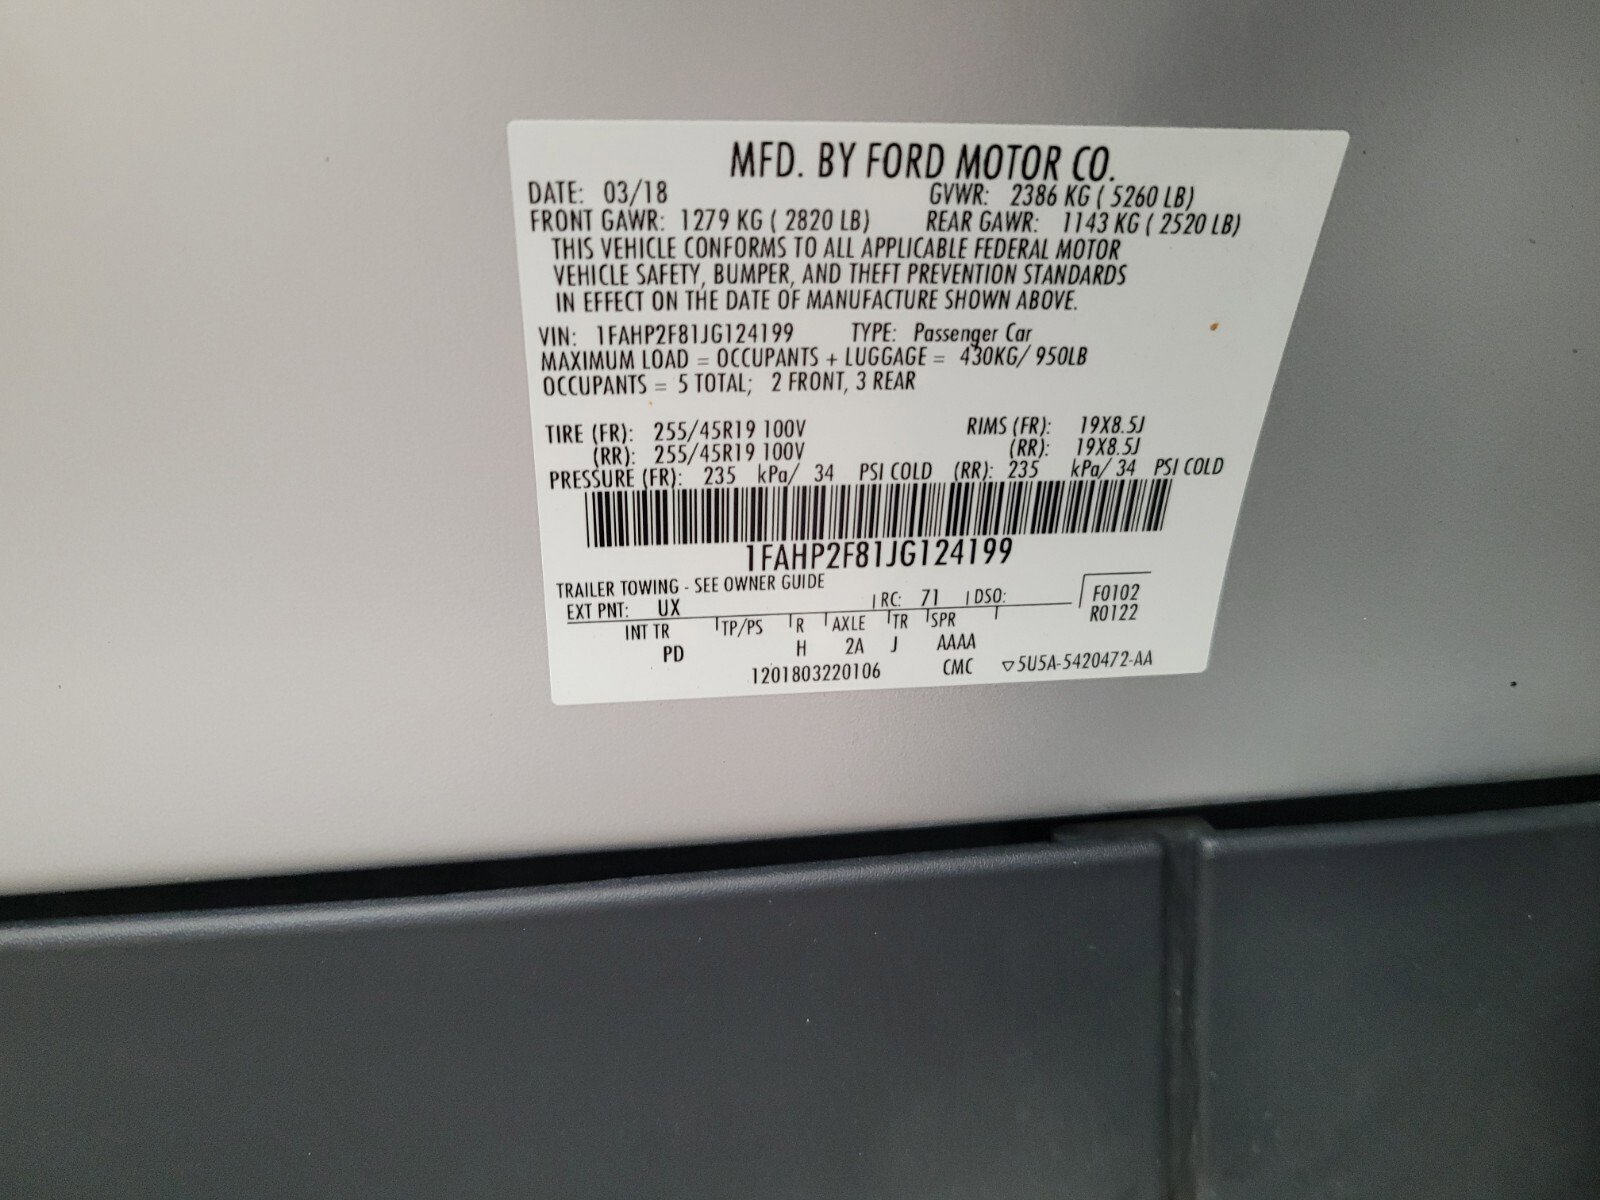 MFD. BY FORD MOTOR CO.
DATE: 03/18 GVWR: 2386 KG ( 5260 LB)
FRONT GAWR: 1279 KG ( 2820 LB) REAR GAWR: 1143 KG ( 2520 LB)
THIS VEHICLE CONFORMS TO ALL APPLICABLE FEDERAL MOTOR
VEHICLE SAFETY, BUMPER, AND THEFT PREVENTION STANDARDS
IN EFFECT ON THE DATE OF MANUFACTURE SHOWN ABOVE.
VIN: 1FAHP2F81JG124199 TYPE: Passenger Car
MAXIMUM LOAD = OCCUPANTS + LUGGAGE = 430KG/ 950LB
OCCUPANTS = 5 TOTAL; 2 FRONT, 3 REAR
TIRE (FR): 255/45R19 100V RIMS (FR): 19X8.5J
(RR): 255/45R19 100V (RR): 19X8.5J
PRESSURE (FR): 235 kPa/ 34 PSI COLD (RR): 235 kPa/ 34 PSI COLD
1FAHP2F81JG124199
TRAILER TOWING - SEE OWNER GUIDE
EXT PNT: UX RC: 71 DSO: F0102
R0122
INT TR TP/PS R AXLE TR SPR
PD H 2A J AAAA
1201803220106 CMC ▽5U5A-5420472-AA